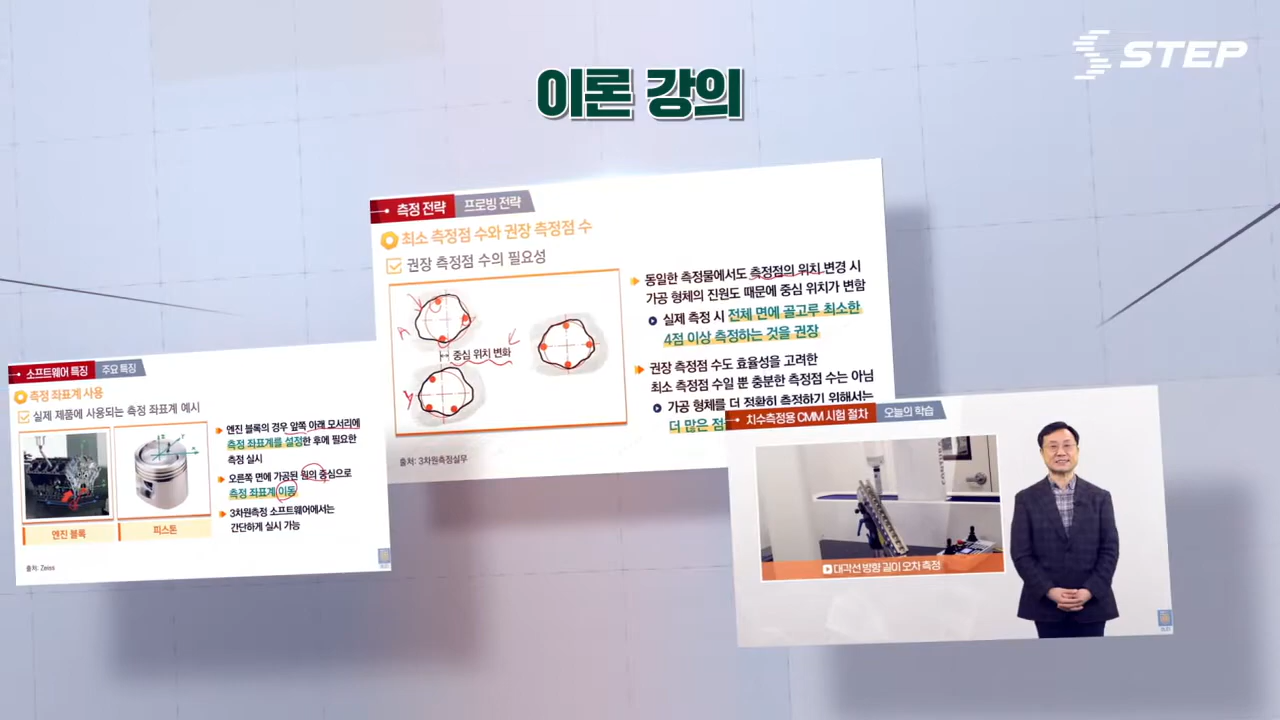 STEP
이론 강의
측정 전략 프로빙 전략
최소 측정점 수와 권장 측정점 수
권장 측정점 수의 필요성
중심 위치 변화
동일한 측정물에서도 측정점의 위치 변경 시
가공 형체의 진원도 때문에 중심 위치가 변함
실제 측정 시 전체 면에 골고루 최소한
4점 이상 측정하는 것을 권장
권장 측정점 수도 효율성을 고려한
최소 측정점 수일 뿐 충분한 측정점 수는 아님
가공 형체를 더 정확히 측정하기 위해서는
더 많은
출처: 3차원측정실무
소프트웨어 특징 주요 특징
측정 좌표계 사용
실제 제품에 사용되는 측정 좌표계 예시
엔진 블록의 경우 앞쪽 아래 모서리에
측정 좌표계를 설정한 후에 필요한
측정 실시
오른쪽 면에 가공된 원의 중심으로
측정 좌표계 이동
3차원측정 소프트웨어에서는
간단하게 실시 가능
엔진 블록
피스톤
출처: Zeiss
치수측정용 CMM 시험 절차 오늘의 학습
대각선 방향 길이 오차 측정